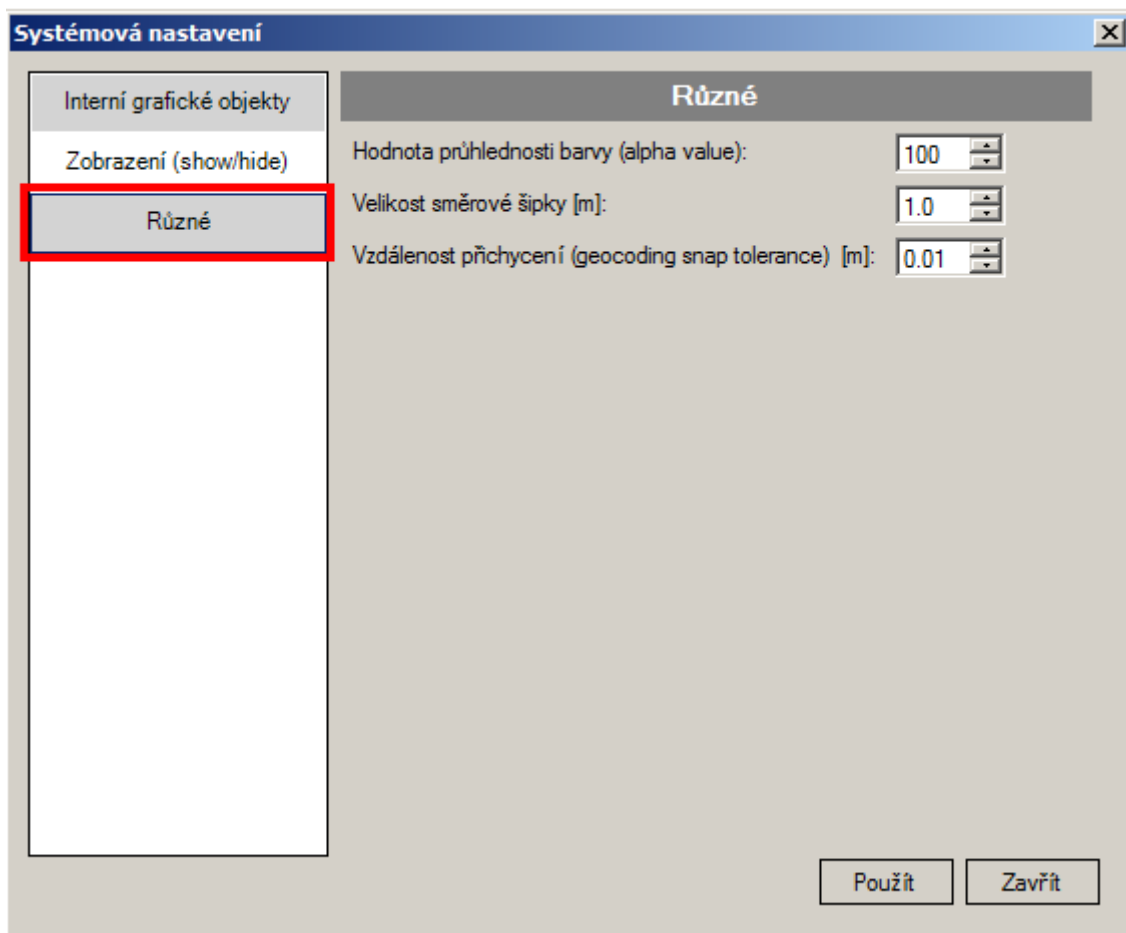 Systémová nastavení
Interní grafické objekty
Zobrazení (show/hide)
Různé
Různé
Hodnota průhlednosti barvy (alpha value): 100
Velikost směrové šipky [m]: 1.0
Vzdálenost přichycení (geocoding snap tolerance) [m]: 0.01
Použít Zavřít